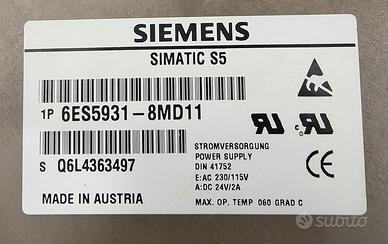 SIEMENS
SIMATIC S5
1P 6ES5931-8MD11
S Q6L4363497
STROMVERSORGUNG
POWER SUPPLY
DIN 41752
E:AC 230/115V
A:DC 24V/2A
MADE IN AUSTRIA
MAX. OP. TEMP 060 GRAD C
subito